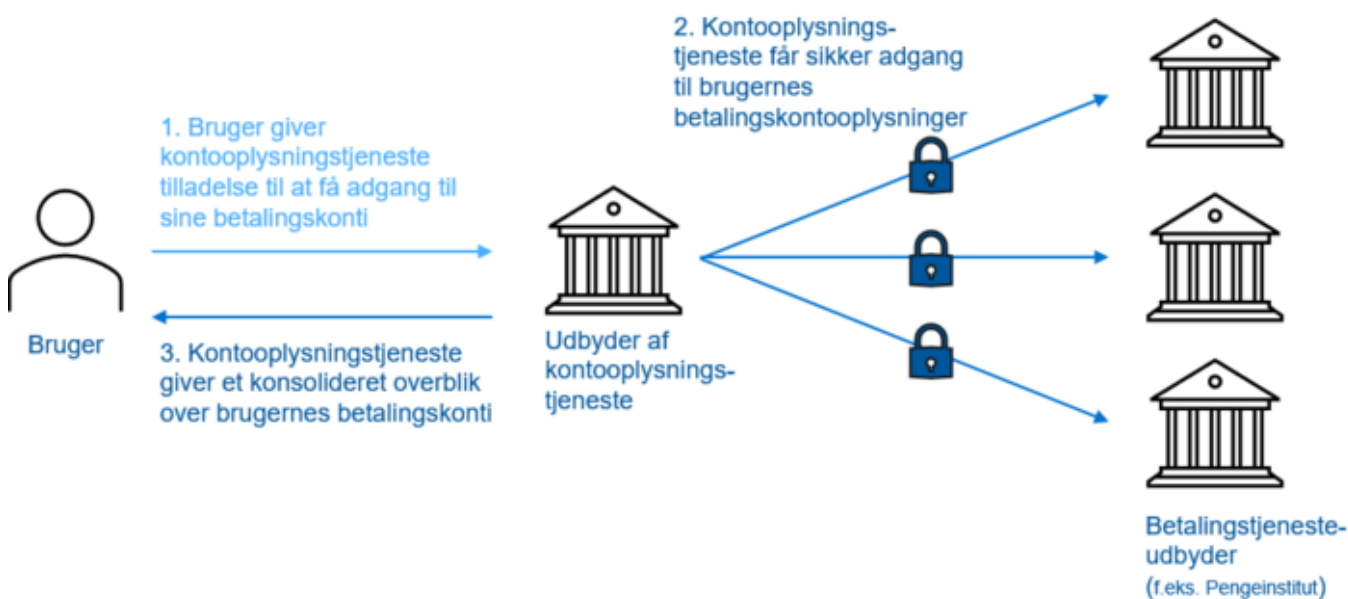 1. Bruger giver
kontooplysningstjeneste
tilladelse til at få adgang til
sine betalingskonti
Bruger
3. Kontooplysningstjeneste
giver et konsolideret overblik
over brugernes betalingskonti
Udbyder af
kontooplysnings-
tjeneste
2. Kontooplysnings-
tjeneste får sikker adgang
til brugernes
betalingskontooplysninger
Betalingstjeneste-
udbyder
(f.eks. Pengeinstitut)